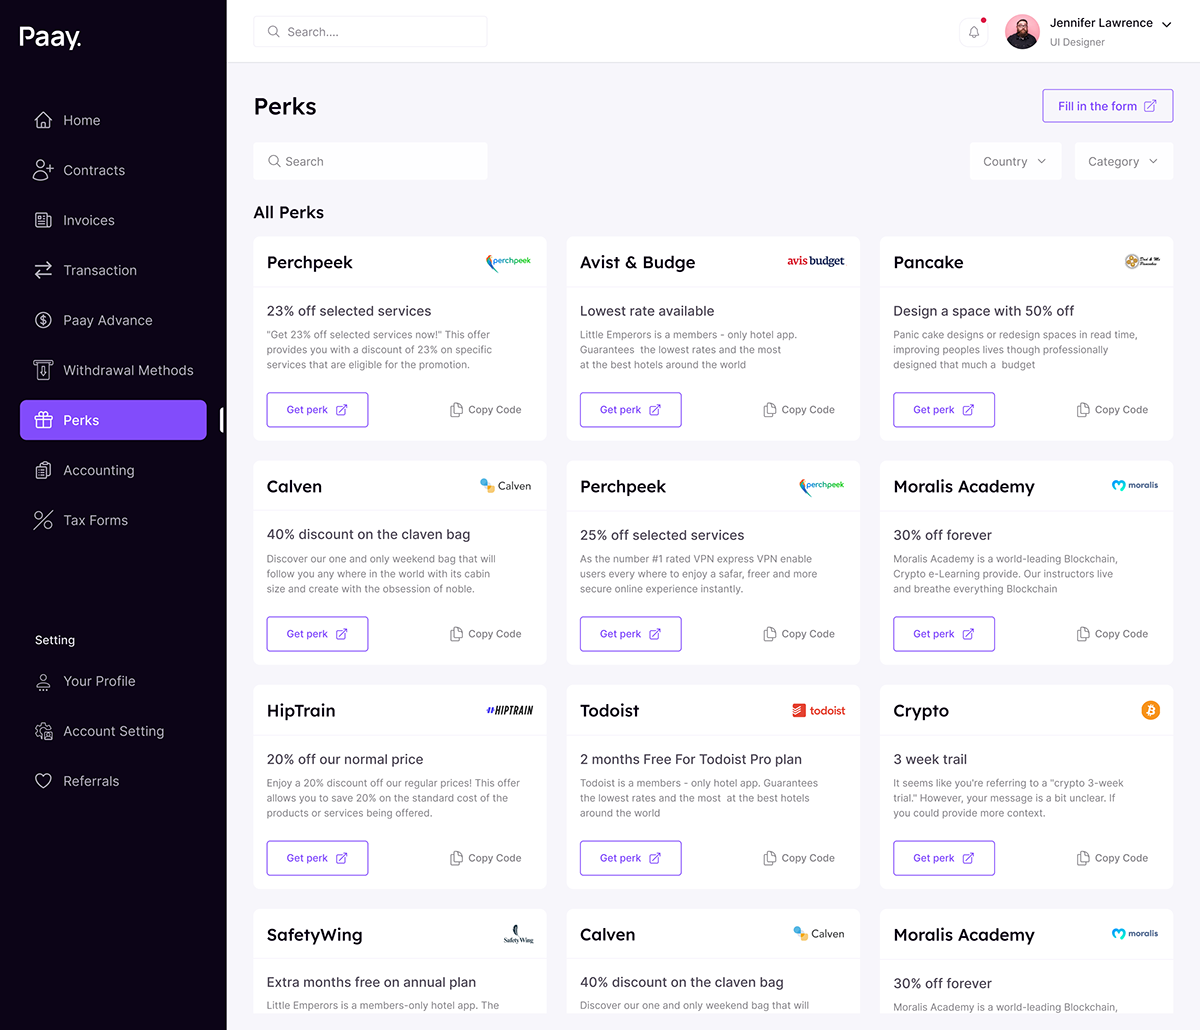 Paay.
Search....
Jennifer Lawrence
UI Designer
Home
Contracts
Invoices
Transaction
Paay Advance
Withdrawal Methods
Perks
Accounting
Tax Forms
Setting
Your Profile
Account Setting
Referrals
Perks
Fill in the form
Search
Country
Category
All Perks
Perchpeek
perchpeek
23% off selected services
"Get 23% off selected services now!" This offer
provides you with a discount of 23% on specific
services that are eligible for the promotion.
Get perk
Copy Code
Avist & Budge
avis budget
Lowest rate available
Little Emperors is a members - only hotel app.
Guarantees the lowest rates and the most
at the best hotels around the world
Get perk
Copy Code
Pancake
Design a space with 50% off
Panic cake designs or redesign spaces in read time,
improving peoples lives though professionally
designed that much a budget
Get perk
Copy Code
Calven
Calven
40% discount on the claven bag
Discover our one and only weekend bag that will
follow you any where in the world with its cabin
size and create with the obsession of noble.
Get perk
Copy Code
Perchpeek
perchpeek
25% off selected services
As the number #1 rated VPN express VPN enable
users every where to enjoy a safar, freer and more
secure online experience instantly.
Get perk
Copy Code
Moralis Academy
moralis
30% off forever
Moralis Academy is a world-leading Blockchain,
Crypto e-Learning provide. Our instructors live
and breathe everything Blockchain
Get perk
Copy Code
HipTrain
#HIPTRAIN
20% off our normal price
Enjoy a 20% discount off our regular prices! This offer
allows you to save 20% on the standard cost of the
products or services being offered.
Get perk
Copy Code
Todoist
todoist
2 months Free For Todoist Pro plan
Todoist is a members - only hotel app. Guarantees
the lowest rates and the most at the best hotels
around the world
Get perk
Copy Code
Crypto
3 week trail
It seems like you're referring to a "crypto 3-week
trial." However, your message is a bit unclear. If
you could provide more context.
Get perk
Copy Code
SafetyWing
SafetyWing
Extra months free on annual plan
Little Emperors is a members-only hotel app. The
Calven
Calven
40% discount on the claven bag
Discover our one and only weekend bag that will
Moralis Academy
moralis
30% off forever
Moralis Academy is a world-leading Blockchain,